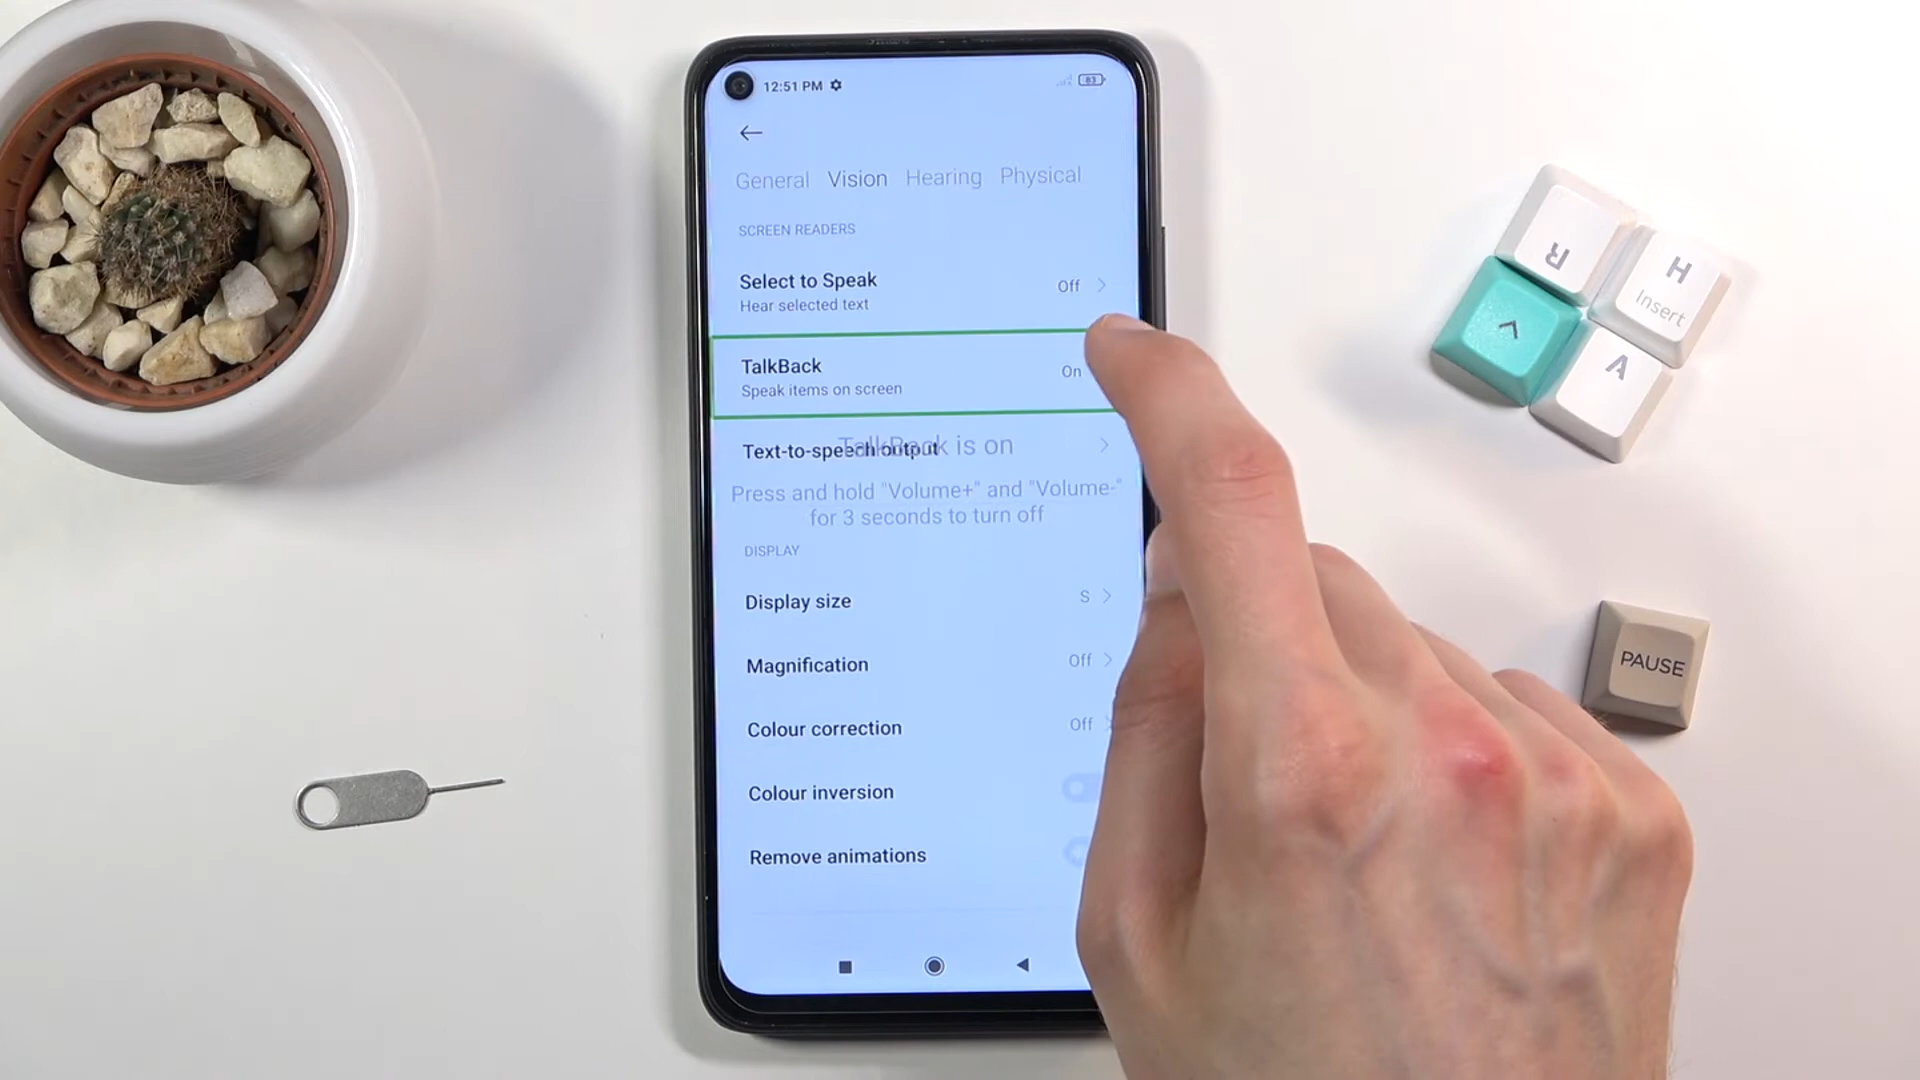 12:51 PM
83
General Vision Hearing Physical
SCREEN READERS
Select to Speak
Off
Hear selected text
TalkBack
On
Speak items on screen
Text-to-speech output
TalkBack is on
Press and hold "Volume+" and "Volume-"
for 3 seconds to turn off
DISPLAY
Display size
S
Magnification
Off
Colour correction
Off
Colour inversion
Remove animations
R
H
Insert
^
A
PAUSE